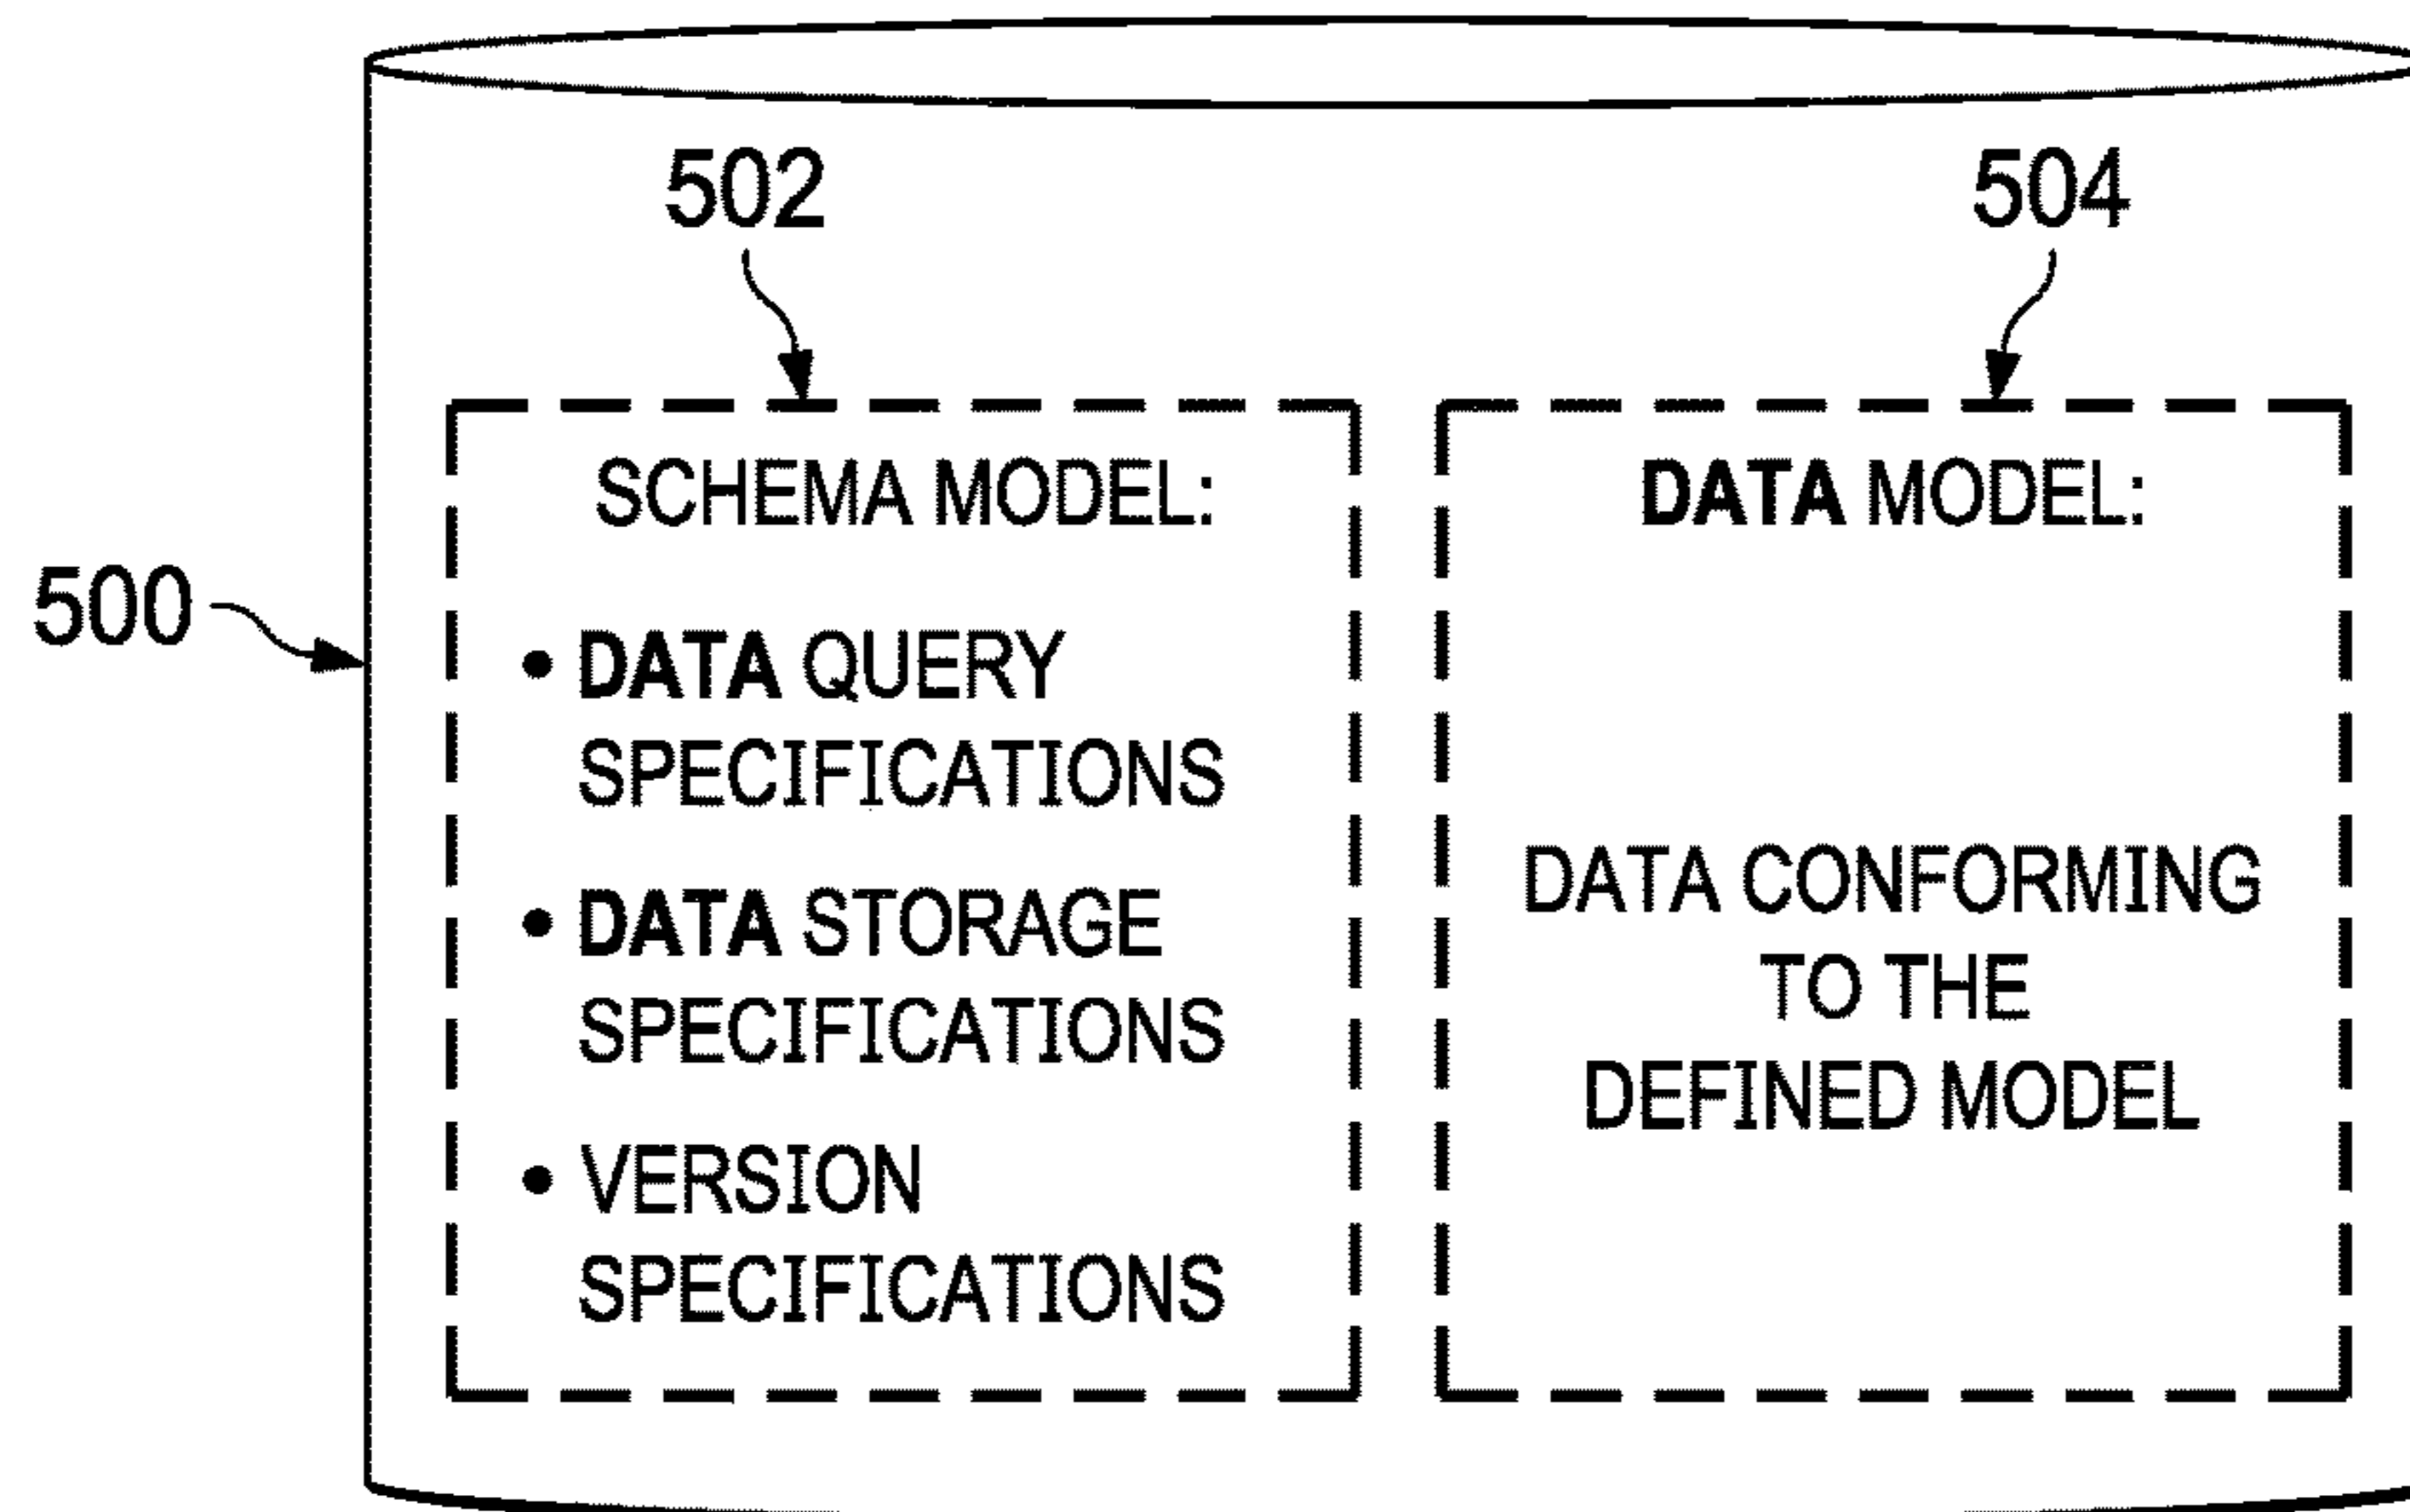 502
504
500
SCHEMA MODEL:
• DATA QUERY
SPECIFICATIONS
• DATA STORAGE
SPECIFICATIONS
• VERSION
SPECIFICATIONS
DATA MODEL:
DATA CONFORMING
TO THE
DEFINED MODEL